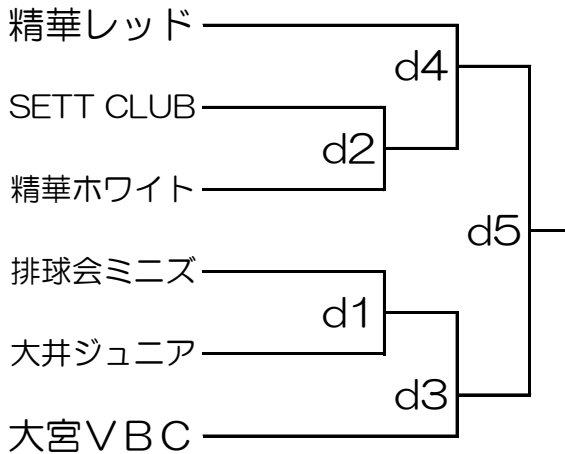 精華レッド
d4
SETT CLUB
d2
精華ホワイト
d5
排球会ミニズ
d1
大井ジュニア
d3
大宮ＶＢＣ